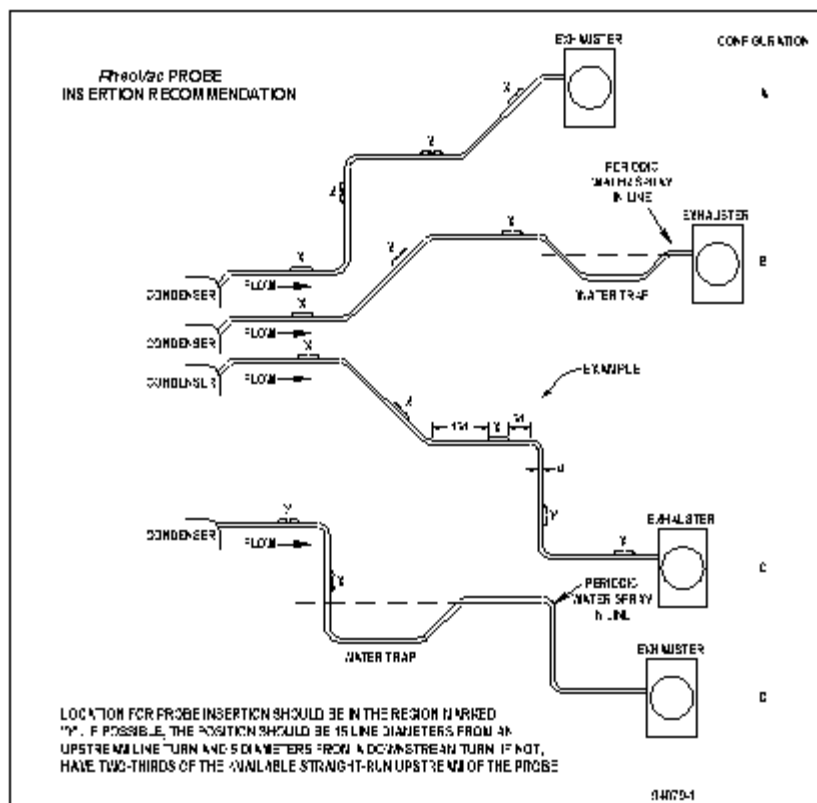 EXHAUSTER
CONFIGURATION
RheoVac PROBE
INSERTION RECOMMENDATION
A
X
X
X
X
PERIODIC
WATER SPRAY
IN LINE
EXHAUSTER
B
X
X
X
CONDENSER
FLOW
WATER TRAP
CONDENSER
FLOW
X
CONDENSER
FLOW
EXAMPLE
X
15d
X
5d
d
X
X
EXHAUSTER
C
X
CONDENSER
FLOW
X
PERIODIC
WATER SPRAY
IN LINE
WATER TRAP
EXHAUSTER
LOCATION FOR PROBE INSERTION SHOULD BE IN THE REGION MARKED
"X". IF POSSIBLE, THE POSITION SHOULD BE 15 LINE DIAMETERS FROM AN
UPSTREAM LINE TURN AND 5 DIAMETERS FROM A DOWNSTREAM TURN. IF NOT,
HAVE TWO-THIRDS OF THE AVAILABLE STRAIGHT-RUN UPSTREAM OF THE PROBE